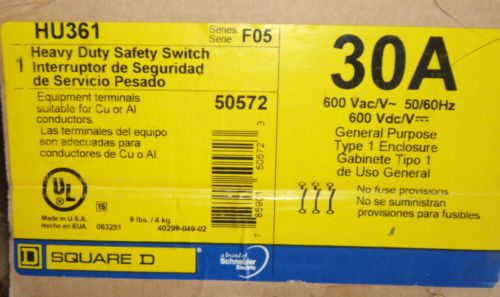 HU361
Series
Serie
F05
Heavy Duty Safety Switch
1 Interruptor de Seguridad
de Servicio Pesado
Equipment terminals
suitable for Cu or Al
conductors.
Las terminales del equipo
son adecuadas para
conductores de Cu o Al.
50572
UL
15
Made in U.S.A.
Hecho en EUA.
063251
9 lbs. / 4 kg.
40299-049-02
30A
600 Vac/V~ 50/60Hz
600 Vdc/V⎓
General Purpose
Type 1 Enclosure
Gabinete Tipo 1
de Uso General
No fuse provisions
No se suministran
provisiones para fusibles.
D SQUARE D
a brand of
Schneider
Electric